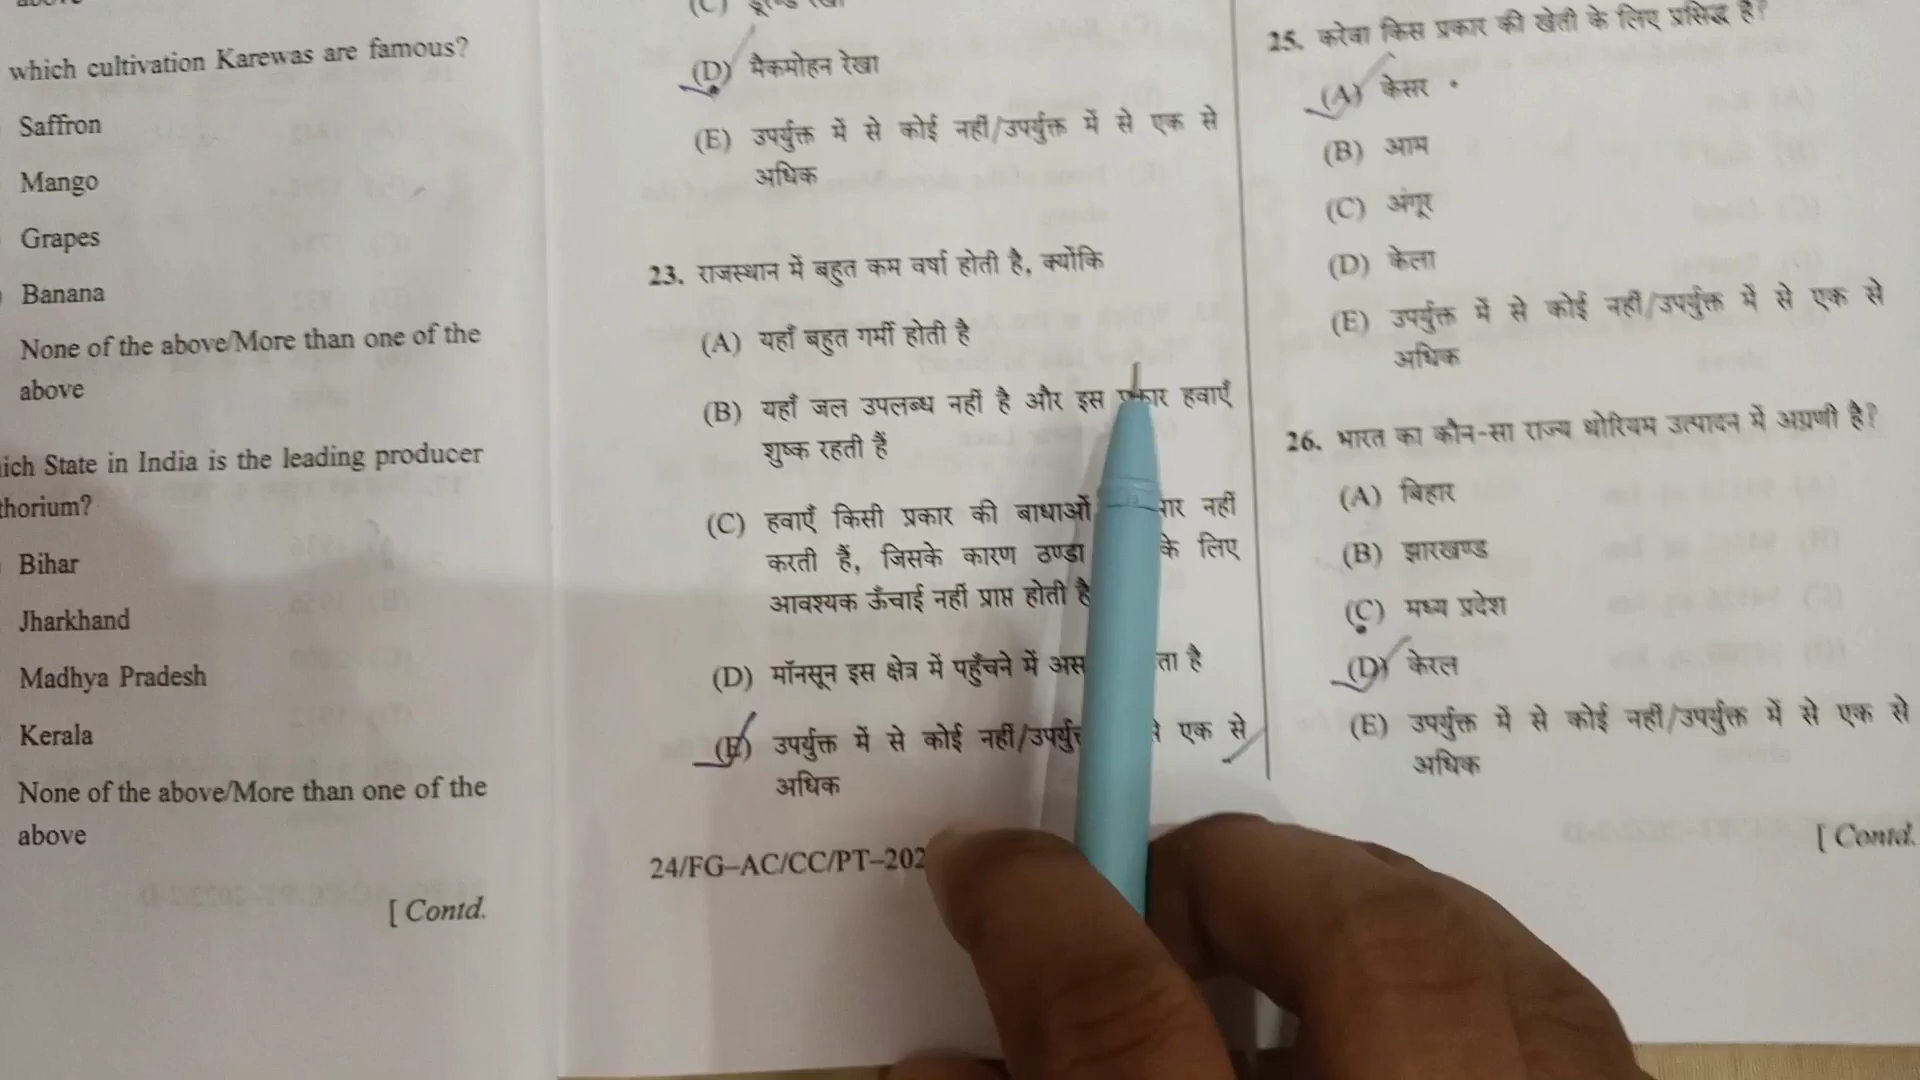 which cultivation Karewas are famous?
Saffron
Mango
Grapes
Banana
None of the above/More than one of the
above
State in India is the leading producer
thorium?
Bihar
Jharkhand
Madhya Pradesh
Kerala
None of the above/More than one of the
above
[ Contd.
(D) मैकमोहन रेखा
(E) उपर्युक्त में से कोई नहीं/उपर्युक्त में से एक से
अधिक
23. राजस्थान में बहुत कम वर्षा होती है, क्योंकि
(A) यहाँ बहुत गर्मी होती है
(B) यहाँ जल उपलब्ध नहीं है और इस प्रकार हवाएँ
शुष्क रहती हैं
(C) हवाएँ किसी प्रकार की बाधाओं नहीं
करती हैं, जिसके कारण ठण्डा के लिए
आवश्यक ऊँचाई नहीं प्राप्त होती है
(D) मॉनसून इस क्षेत्र में पहुँचने में है
(E) उपर्युक्त में से कोई नहीं/उपर्युक्त एक से
अधिक
24/FG–AC/CC/PT–202
25. करेवा किस प्रकार की खेती के लिए प्रसिद्ध है?
(A) केसर
(B) आम
(C) अंगूर
(D) केला
(E) उपर्युक्त में से कोई नहीं/उपर्युक्त में से एक से
अधिक
26. भारत का कौन-सा राज्य थोरियम उत्पादन में अग्रणी है?
(A) बिहार
(B) झारखण्ड
(C) मध्य प्रदेश
(D) केरल
(E) उपर्युक्त में से कोई नहीं/उपर्युक्त में से एक से
अधिक
[ Contd.